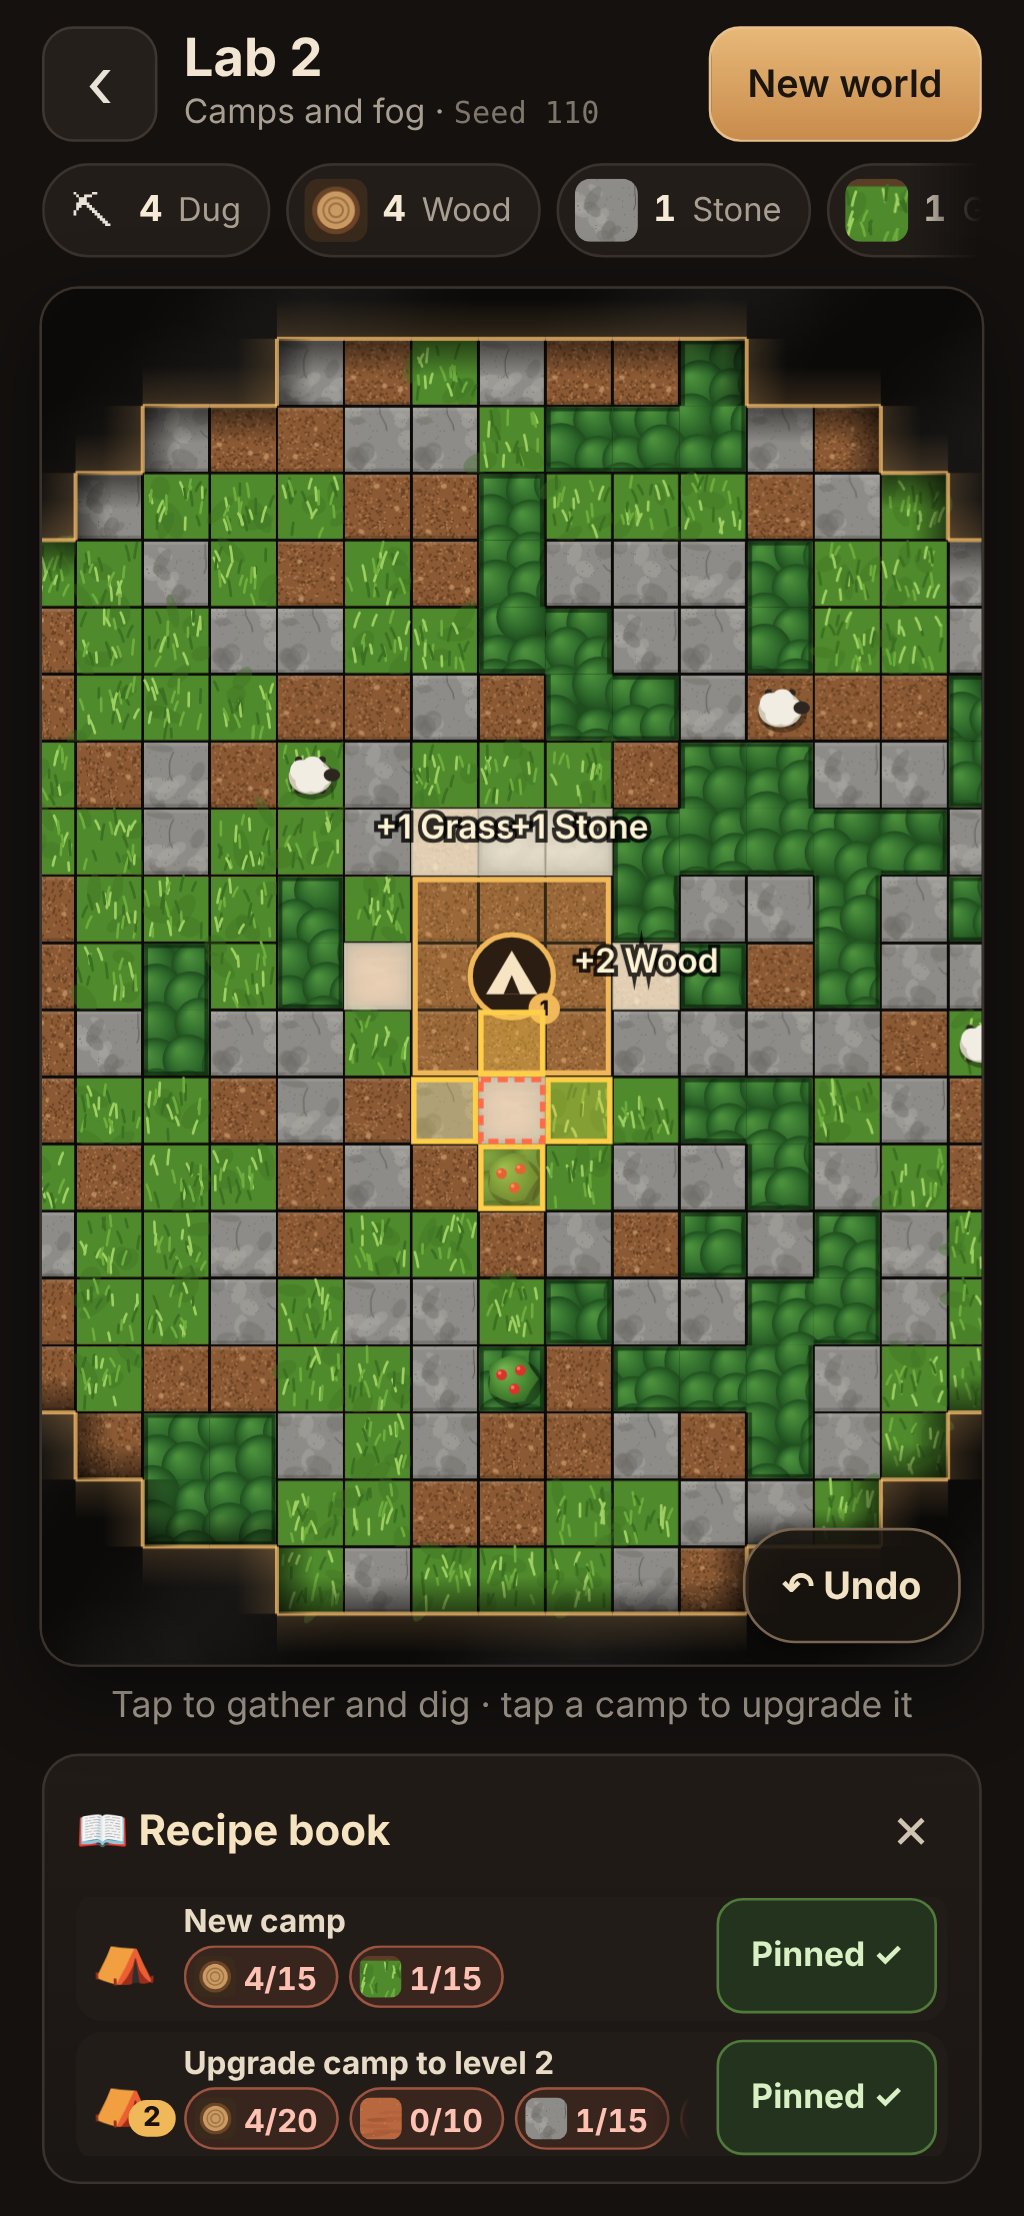 Lab 2
Camps and fog · Seed 110
New world
4 Dug
4 Wood
1 Stone
1
+1 Grass+1 Stone
+2 Wood
1
↶ Undo
Tap to gather and dig · tap a camp to upgrade it
Recipe book
New camp
4/15
1/15
Pinned ✓
Upgrade camp to level 2
2
4/20
0/10
1/15
Pinned ✓